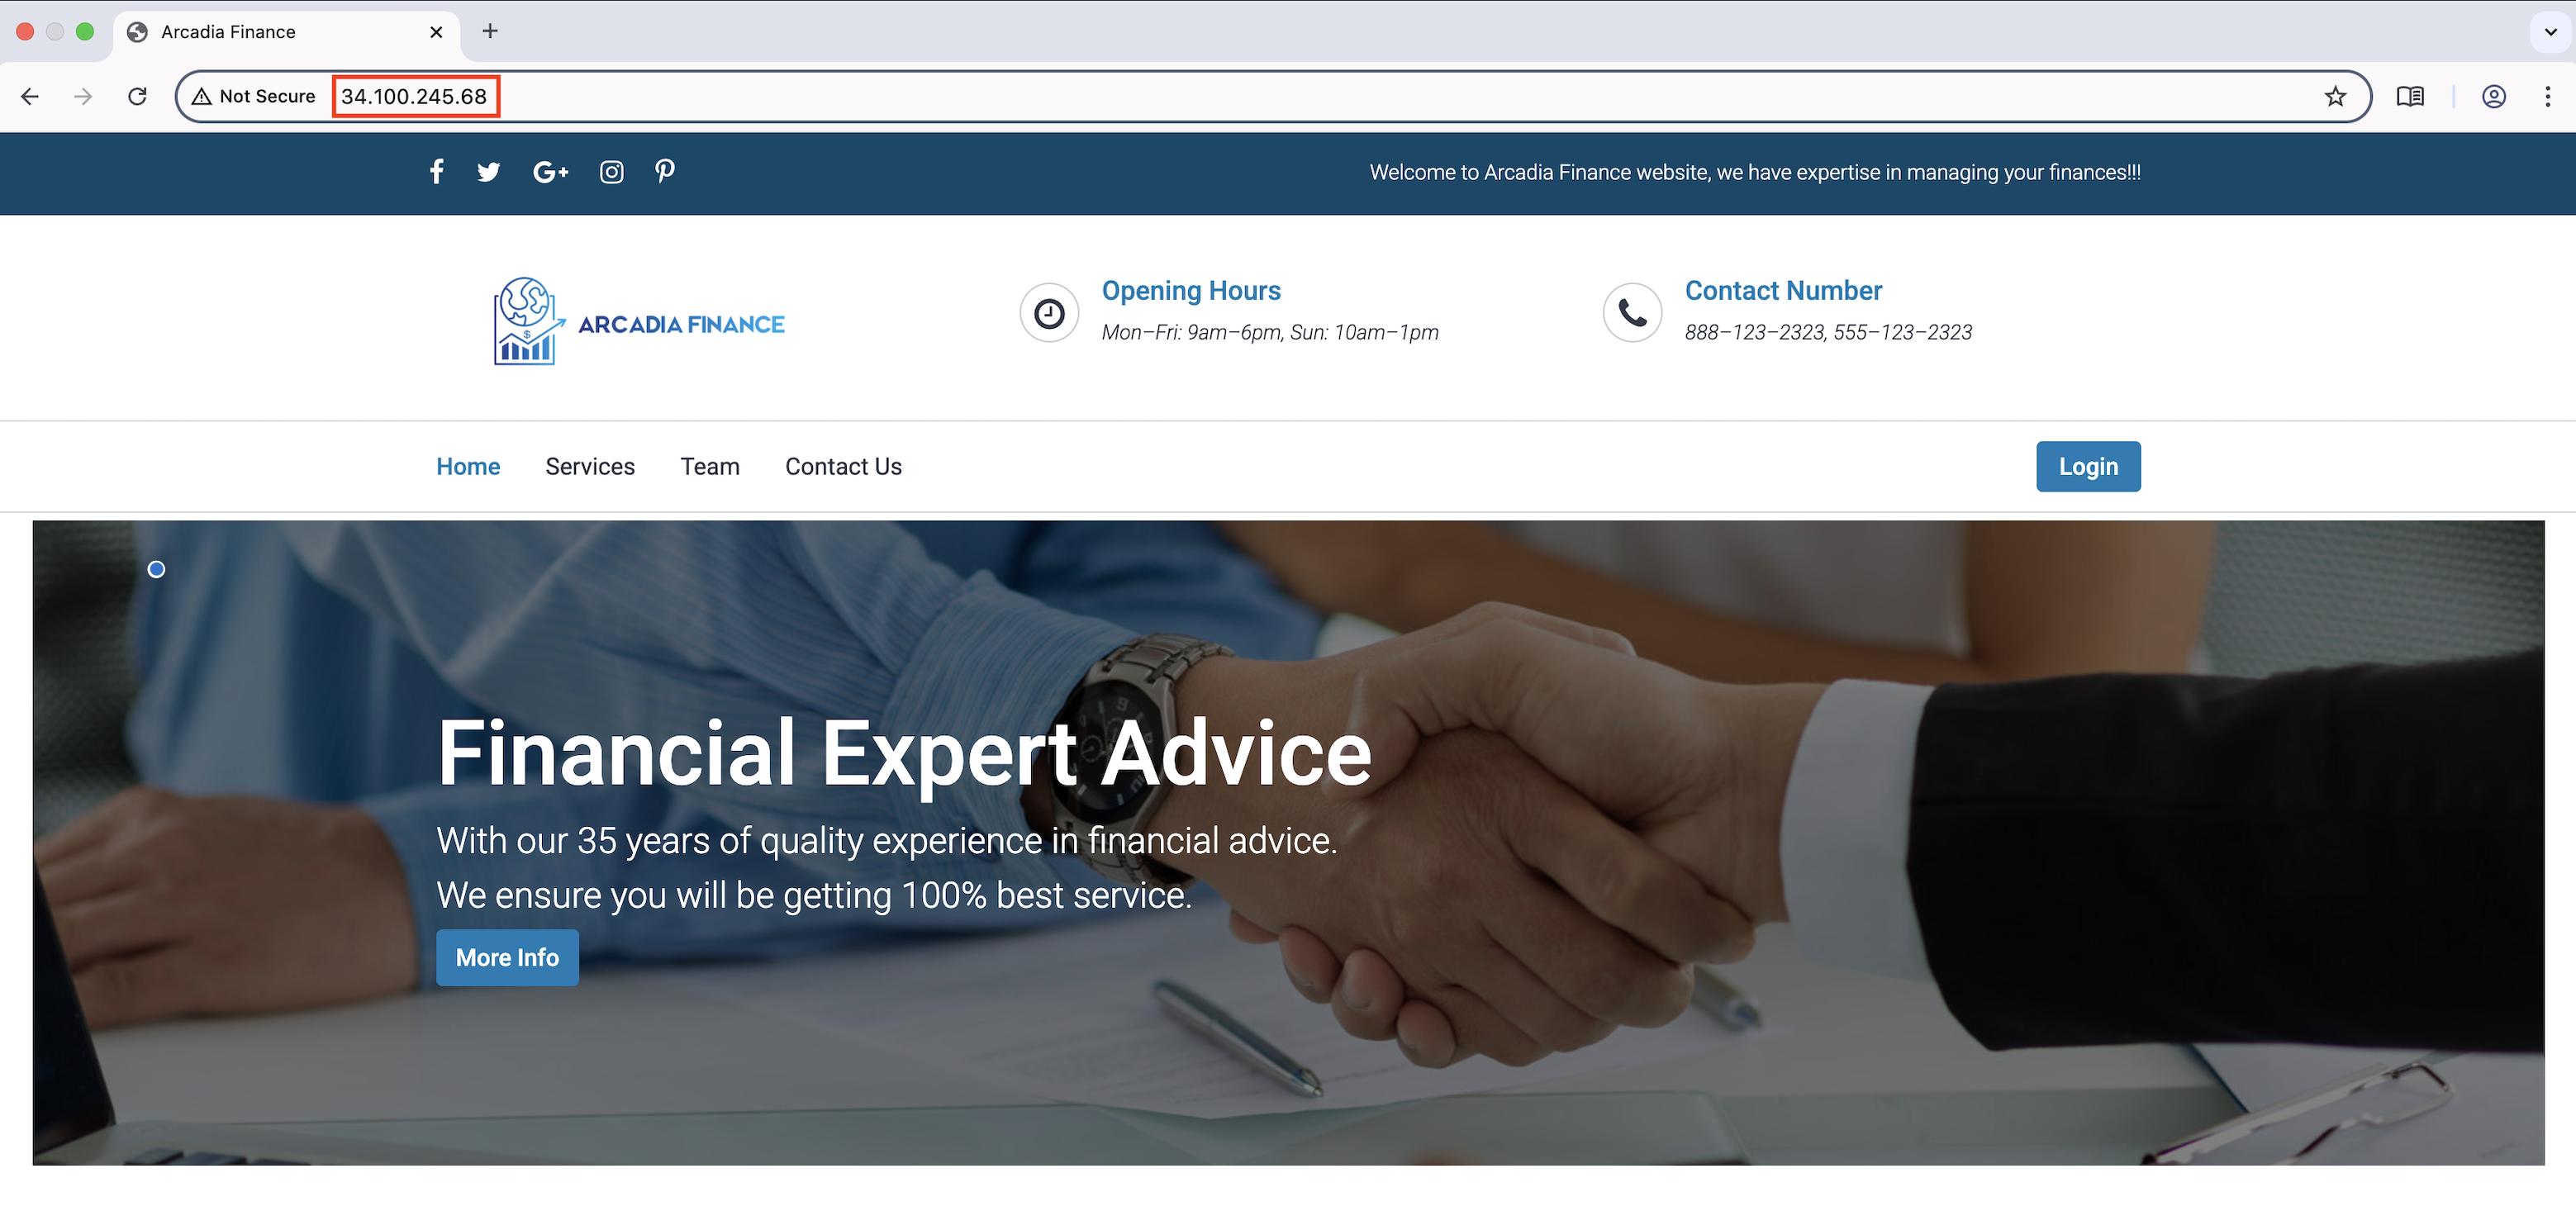 Arcadia Finance
Not Secure 34.100.245.68
Welcome to Arcadia Finance website, we have expertise in managing your finances!!!
ARCADIA FINANCE
Opening Hours
Mon–Fri: 9am–6pm, Sun: 10am–1pm
Contact Number
888–123–2323, 555–123–2323
Home Services Team Contact Us Login
Financial Expert Advice
With our 35 years of quality experience in financial advice.
We ensure you will be getting 100% best service.
More Info